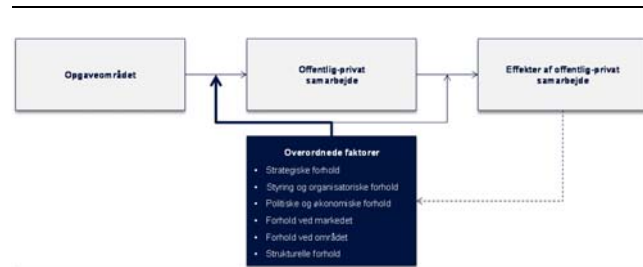 Opgaveområdet
Offentlig-privat
samarbejde
Effekter af offentlig-privat
samarbejde
Overordnede faktorer
• Strategiske forhold
• Styring og organisatoriske forhold
• Politiske og økonomiske forhold
• Forhold ved markedet
• Forhold ved området
• Strukturelle forhold